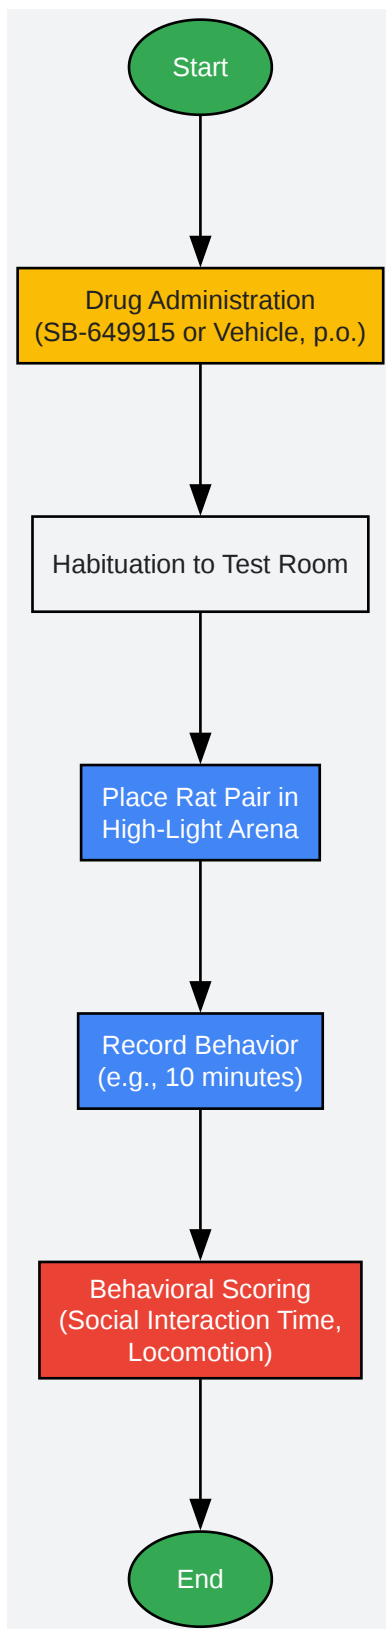 Start
Drug Administration
(SB-649915 or Vehicle, p.o.)
Habituation to Test Room
Place Rat Pair in
High-Light Arena
Record Behavior
(e.g., 10 minutes)
Behavioral Scoring
(Social Interaction Time,
Locomotion)
End